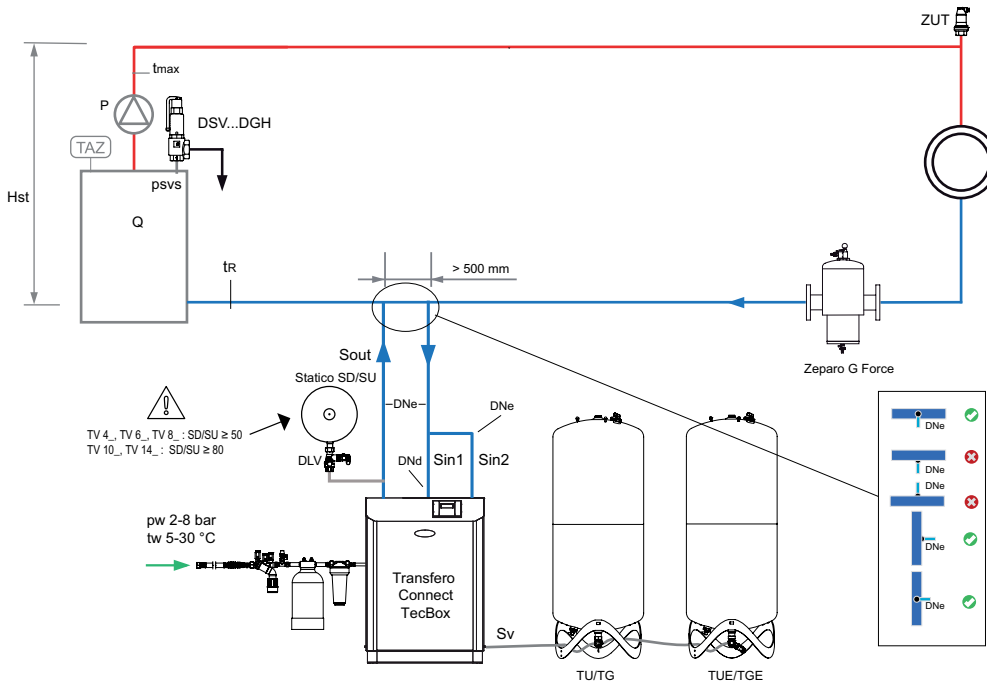 ZUT
tmax
P
DSV...DGH
TAZ
psvs
Hst
Q
tR
> 500 mm
Zeparo G Force
Sout
Statico SD/SU
DNe
DNe
TV 4_, TV 6_, TV 8_ : SD/SU ≥ 50
TV 10_, TV 14_ : SD/SU ≥ 80
DLV
DNd
Sin1
Sin2
pw 2-8 bar
tw 5-30 °C
Transfero
Connect
TecBox
Sv
TU/TG
TUE/TGE
DNe
DNe
DNe
DNe
DNe